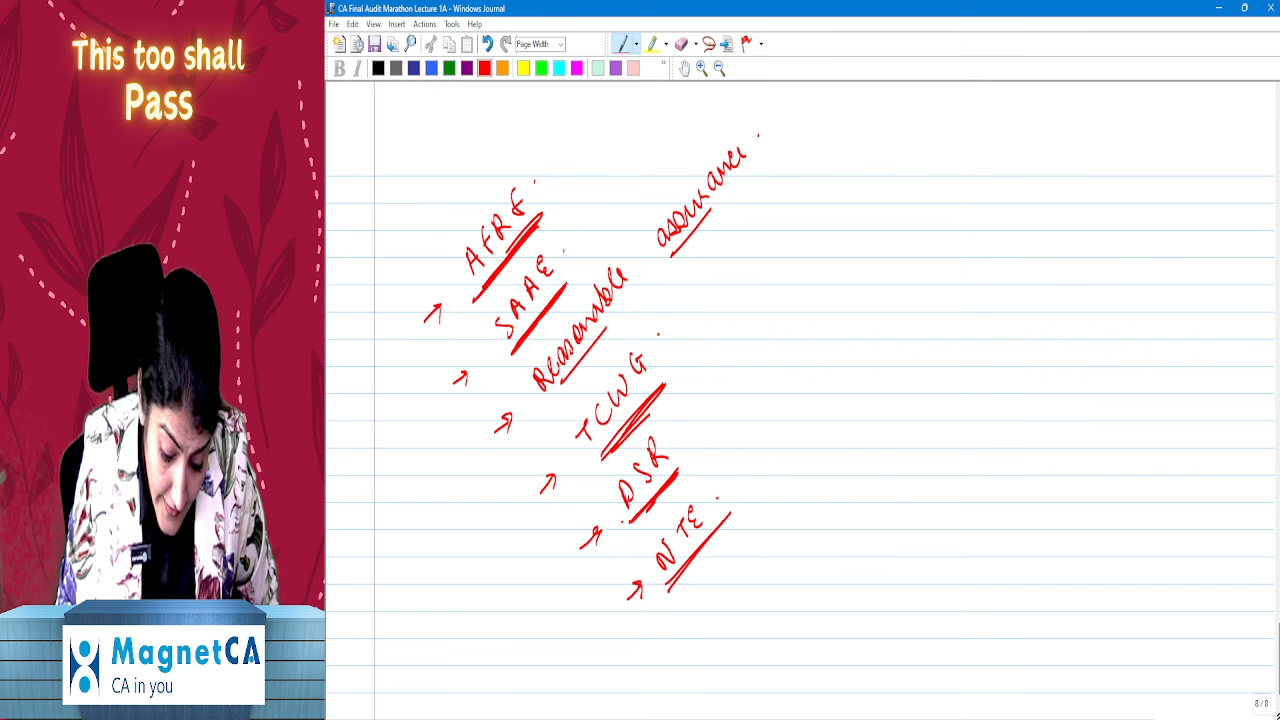 This too shall
Pass
CA Final Audit Marathon Lecture 1A - Windows Journal
File Edit View Insert Actions Tools Help
Page Width
B I
AFRF.
SAAE.
Reasonable assurance.
TCWG.
DSR
NTE.
MagnetCA
CA in you
8/8